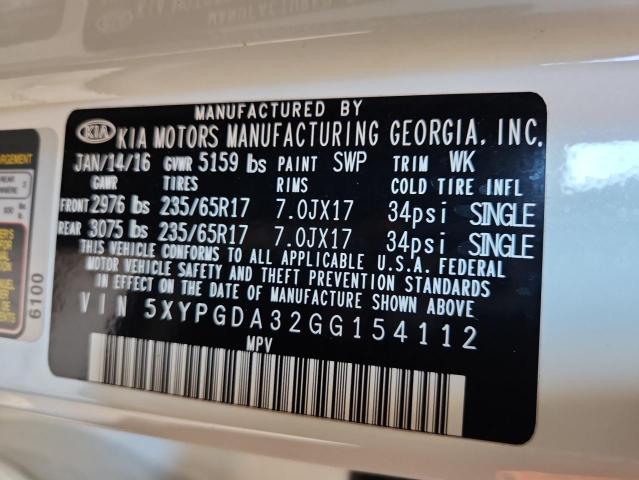 MANUFACTURED BY
KIA KIA MOTORS MANUFACTURING GEORGIA, INC.
JAN/14/16 GVWR 5159 lbs PAINT SWP TRIM WK
GAWR TIRES RIMS COLD TIRE INFL
FRONT 2976 lbs 235/65R17 7.0JX17 34psi SINGLE
REAR 3075 lbs 235/65R17 7.0JX17 34psi SINGLE
THIS VEHICLE CONFORMS TO ALL APPLICABLE U.S.A. FEDERAL
MOTOR VEHICLE SAFETY AND THEFT PREVENTION STANDARDS
IN EFFECT ON THE DATE OF MANUFACTURE SHOWN ABOVE
VIN 5XYPGDA32GG154112
MPV
6100